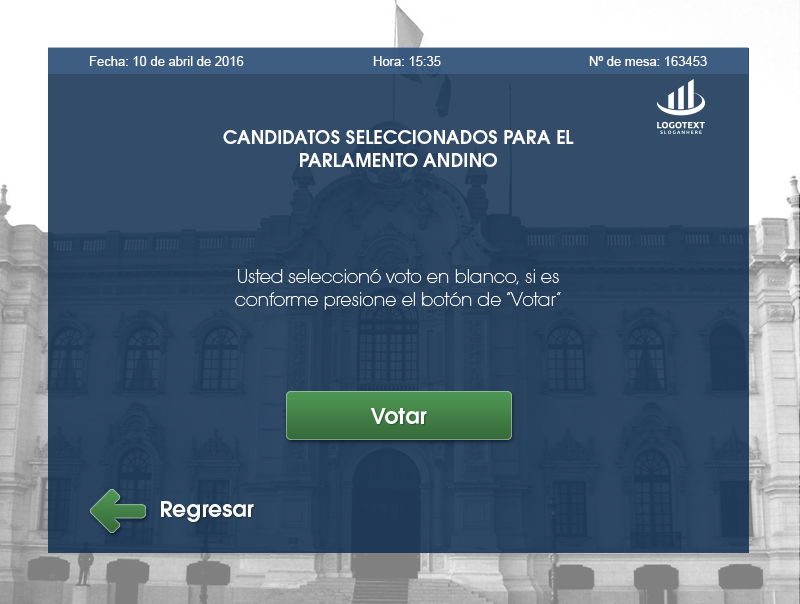 Fecha: 10 de abril de 2016 Hora: 15:35 Nº de mesa: 163453
LOGOTEXT
SLOGANHERE
CANDIDATOS SELECCIONADOS PARA EL
PARLAMENTO ANDINO
Usted seleccionó voto en blanco, si es
conforme presione el botón de “Votar”
Votar
Regresar